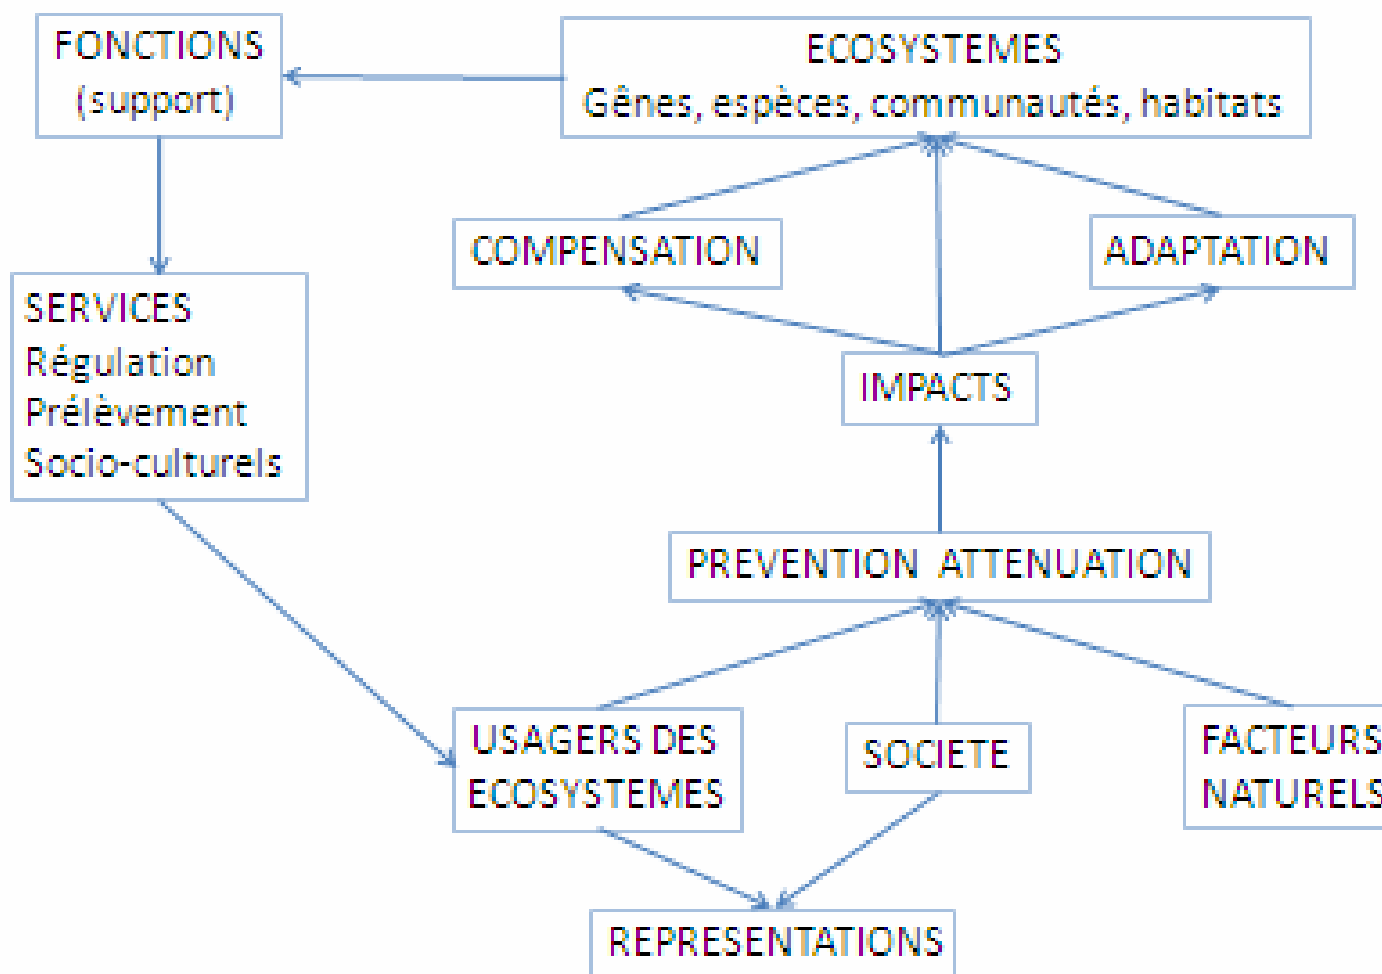 FONCTIONS
(support)
ECOSYSTEMES
Gênes, espèces, communautés, habitats
COMPENSATION
ADAPTATION
SERVICES
Régulation
Prélèvement
Socio-culturels
IMPACTS
PREVENTION ATTENUATION
USAGERS DES
ECOSYSTEMES
SOCIETE
FACTEURS
NATURELS
REPRESENTATIONS